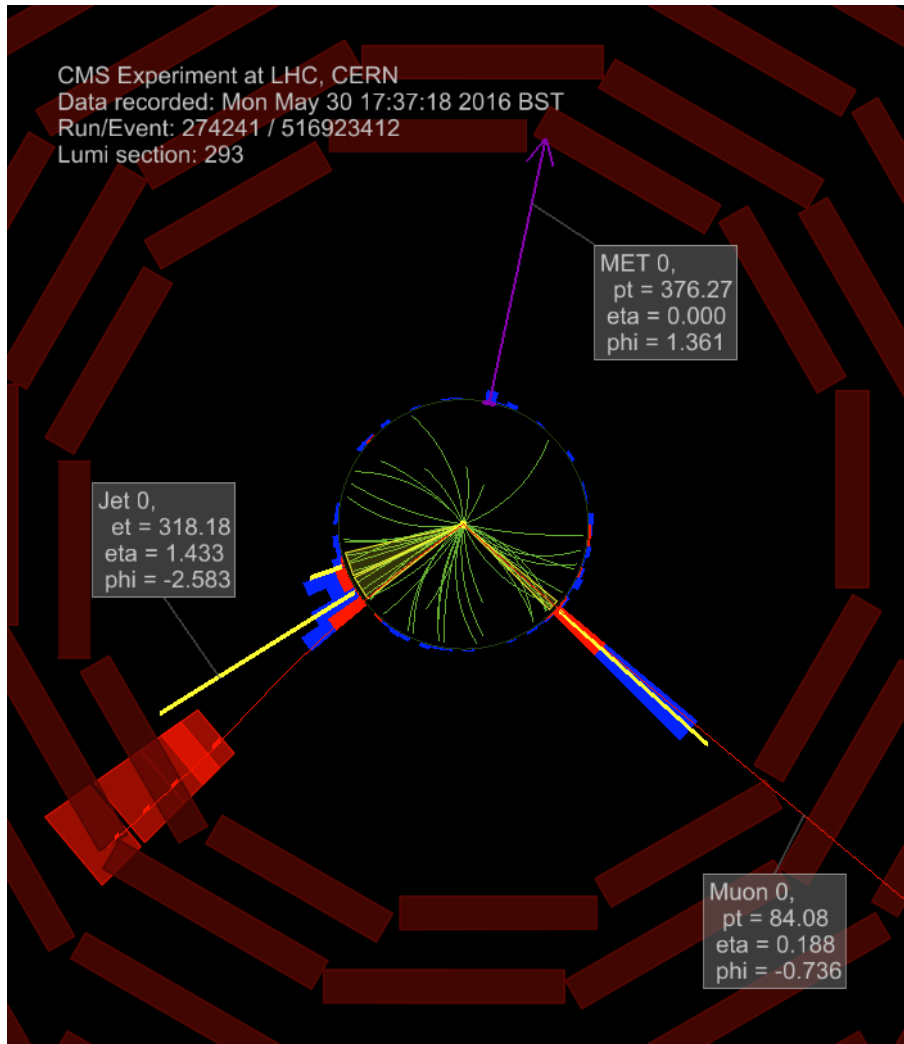 CMS Experiment at LHC, CERN
Data recorded: Mon May 30 17:37:18 2016 BST
Run/Event: 274241 / 516923412
Lumi section: 293
MET 0,
pt = 376.27
eta = 0.000
phi = 1.361
Jet 0,
et = 318.18
eta = 1.433
phi = -2.583
Muon 0,
pt = 84.08
eta = 0.188
phi = -0.736